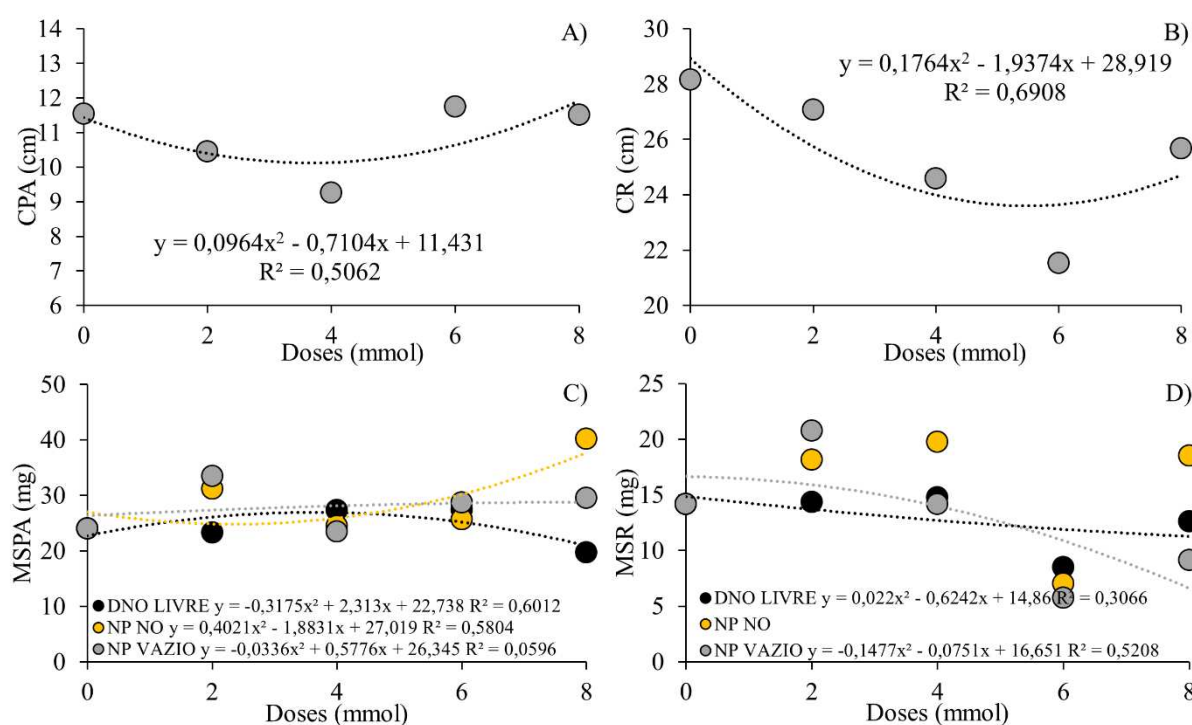 A)
14
13
12
11
10
9
8
7
6
CPA (cm)
y = 0,0964x² - 0,7104x + 11,431
R² = 0,5062
0 2 4 6 8
Doses (mmol)
B)
30
28
26
24
22
20
CR (cm)
y = 0,1764x² - 1,9374x + 28,919
R² = 0,6908
0 2 4 6 8
Doses (mmol)
C)
50
40
30
20
10
0
MSPA (mg)
DNO LIVRE y = -0,3175x² + 2,313x + 22,738 R² = 0,6012
NP NO y = 0,4021x² - 1,8831x + 27,019 R² = 0,5804
NP VAZIO y = -0,0336x² + 0,5776x + 26,345 R² = 0,0596
0 2 4 6 8
Doses (mmol)
D)
25
20
15
10
5
0
MSR (mg)
DNO LIVRE y = 0,022x² - 0,6242x + 14,86 R² = 0,3066
NP NO
NP VAZIO y = -0,1477x² - 0,0751x + 16,651 R² = 0,5208
0 2 4 6 8
Doses (mmol)